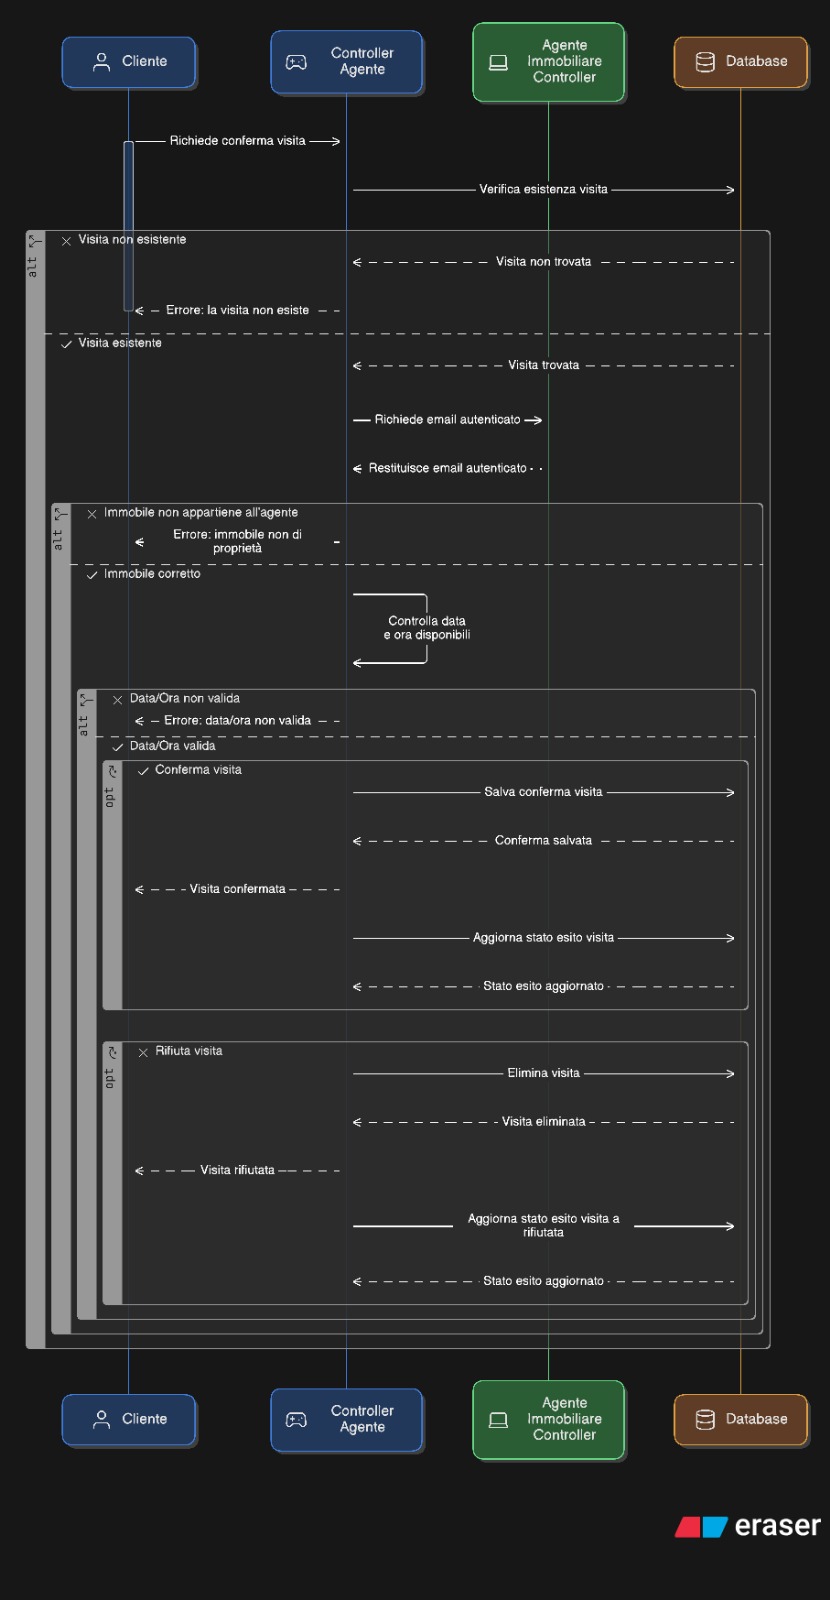 Cliente
Controller
Agente
Agente
Immobiliare
Controller
Database
Richiede conferma visita
Verifica esistenza visita
alt
Visita non esistente
Visita non trovata
Errore: la visita non esiste
Visita esistente
Visita trovata
Richiede email autenticato
Restituisce email autenticato
alt
Immobile non appartiene all'agente
Errore: immobile non di
proprietà
Immobile corretto
Controlla data
e ora disponibili
alt
Data/Ora non valida
Errore: data/ora non valida
Data/Ora valida
opt
Conferma visita
Salva conferma visita
Conferma salvata
Visita confermata
Aggiorna stato esito visita
Stato esito aggiornato
opt
Rifiuta visita
Elimina visita
Visita eliminata
Visita rifiutata
Aggiorna stato esito visita a
rifiutata
Stato esito aggiornato
Cliente
Controller
Agente
Agente
Immobiliare
Controller
Database
eraser